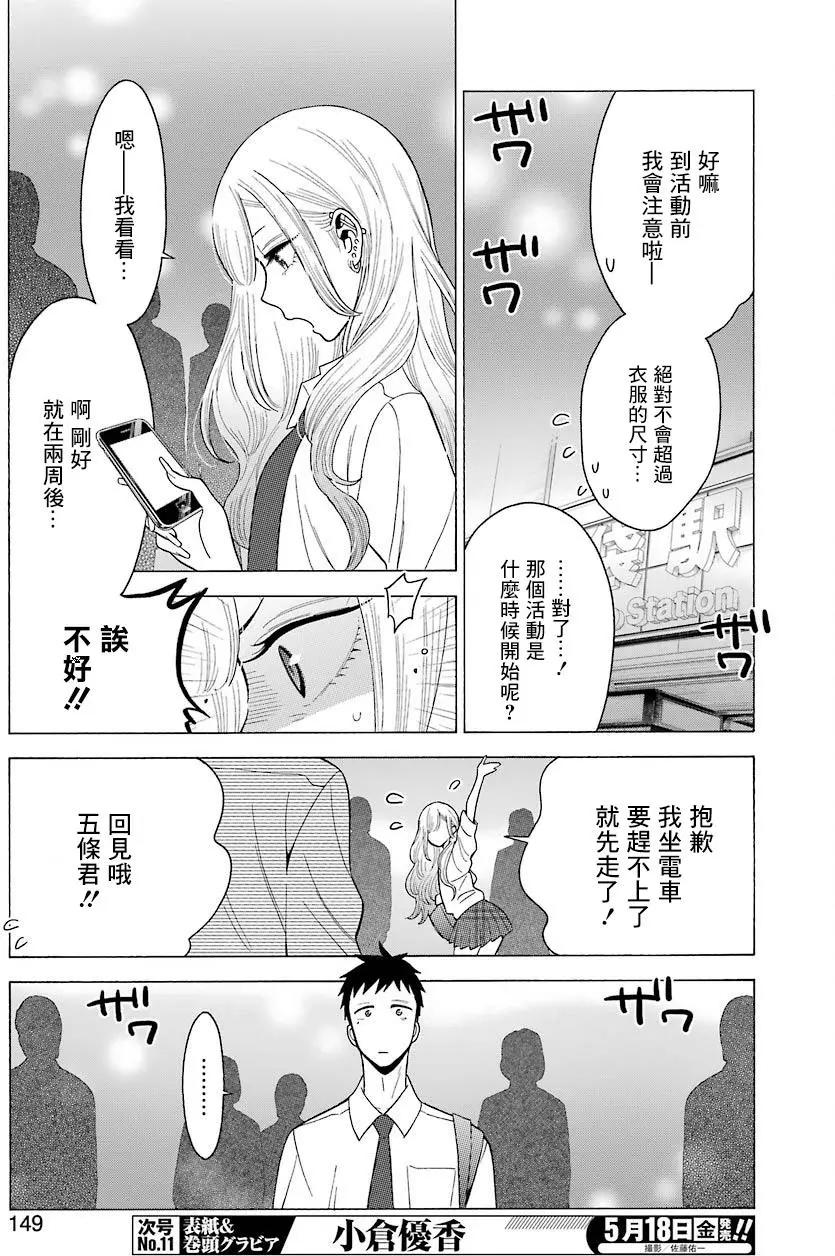 好嘛
到活動前
我會注意啦—
絕對不會超過
衣服的尺寸…
ザワ
ザワ
袋駅
o Station
……對了…！
那個活動是
什麼時候開始呢？
ザワ
ザワ
嗯——我看看…
啊 剛好
就在兩周後…
誒
不好!!
抱歉
我坐電車
要趕不上了
就先走了！
回見哦
五條君!!
ザワ
ザワ
………
149
次号
No.11
表紙&
巻頭グラビア
小倉優香
5月18日金発売!!
撮影／佐藤佑一